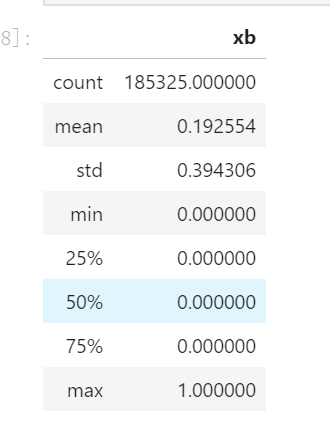 8]:
xb
count 185325.000000
mean 0.192554
std 0.394306
min 0.000000
25% 0.000000
50% 0.000000
75% 0.000000
max 1.000000